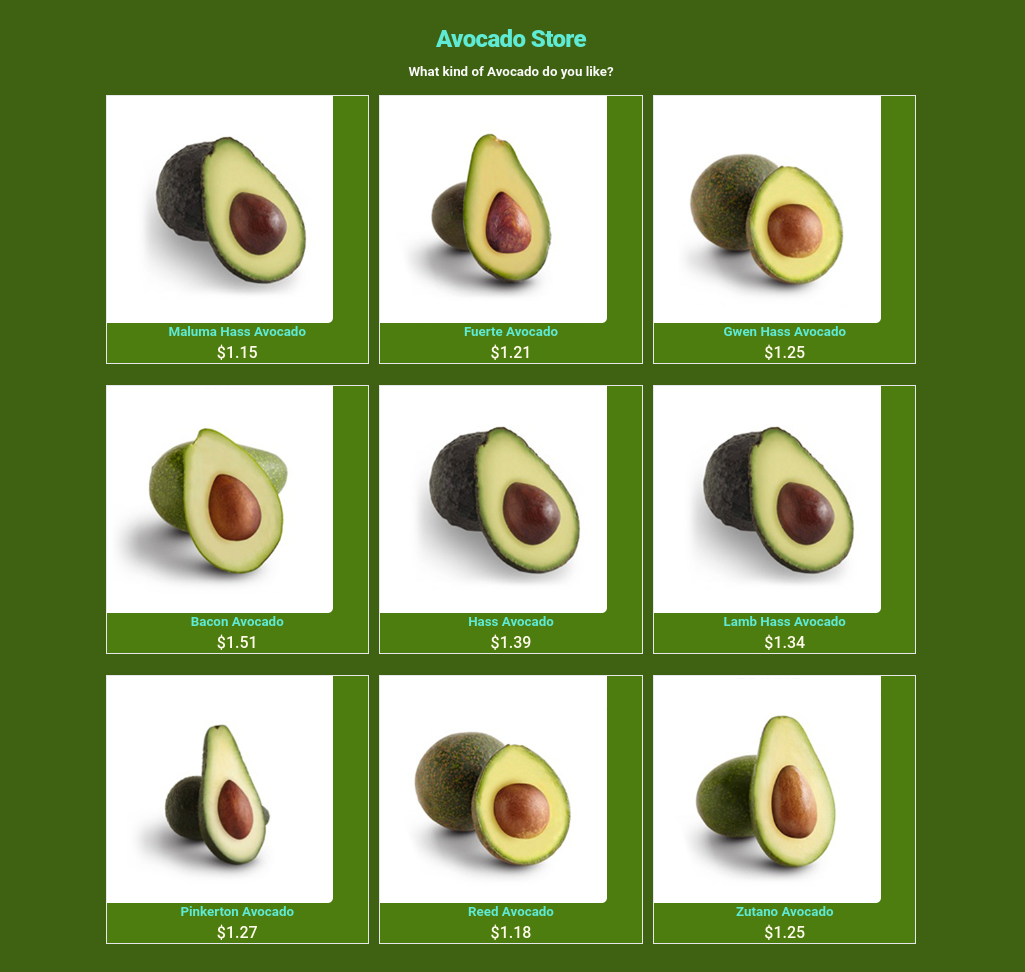 Avocado Store
What kind of Avocado do you like?
Maluma Hass Avocado
$1.15
Fuerte Avocado
$1.21
Gwen Hass Avocado
$1.25
Bacon Avocado
$1.51
Hass Avocado
$1.39
Lamb Hass Avocado
$1.34
Pinkerton Avocado
$1.27
Reed Avocado
$1.18
Zutano Avocado
$1.25